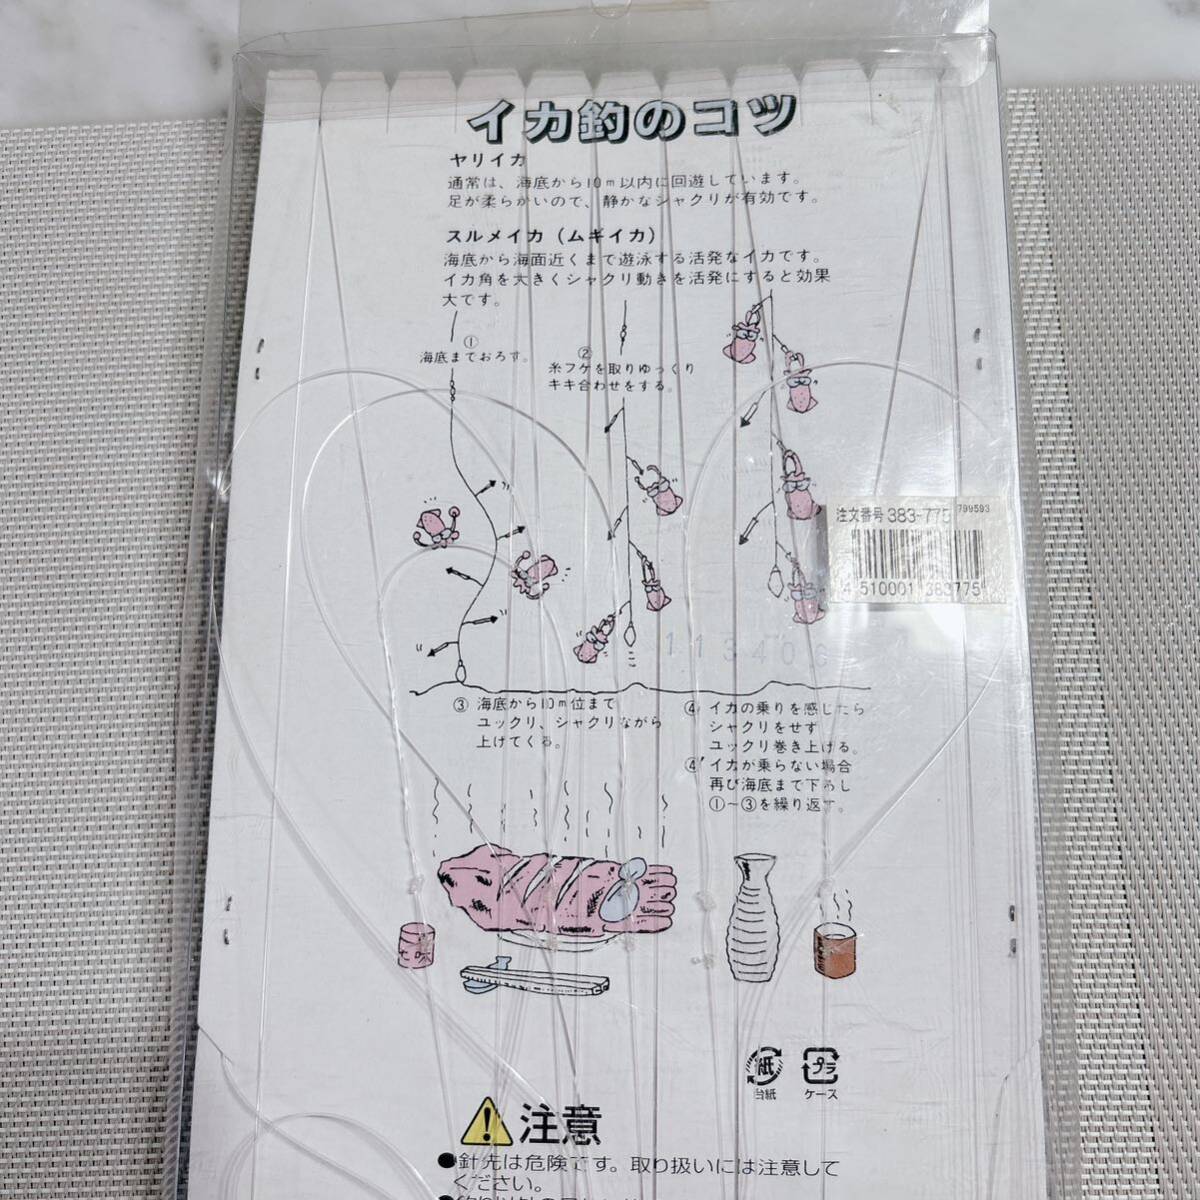 イカ釣のコツ
ヤリイカ
通常は、海底から10m以内に回遊しています。
足が柔らかいので、静かなシャクリが有効です。
スルメイカ（ムギイカ）
海底から海面近くまで遊泳する活発なイカです。
イカ角を大きくシャクリ動きを活発にすると効果
大です。
①
海底までおろす。
②
糸フケを取りゆっくり
キキ合わせをする。
注文番号 383-775 799593
4 510001 383775
③ 海底から10m位まで
ユックリ、シャクリながら
上げてくる。
④ イカの乗りを感じたら
シャクリをせず
ユックリ巻き上げる。
④' イカが乗らない場合
再び海底まで下ろし
①〜③を繰り返す。
七味
紙
台紙
プラ
ケース
注意
●針先は危険です。取り扱いには注意して
ください。